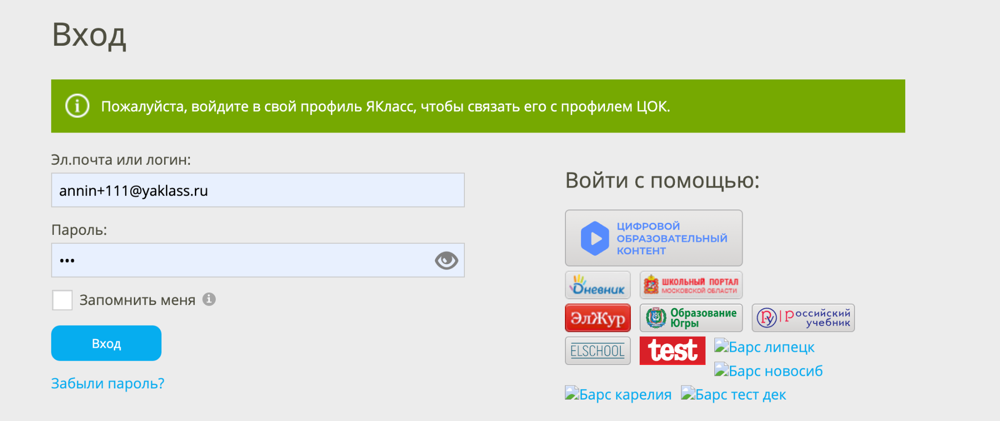 Вход
Пожалуйста, войдите в свой профиль ЯКласс, чтобы связать его с профилем ЦОК.
Эл.почта или логин:
annin+111@yaklass.ru
Пароль:
•••
Запомнить меня
Вход
Забыли пароль?
Войти с помощью:
ЦИФРОВОЙ
ОБРАЗОВАТЕЛЬНЫЙ
КОНТЕНТ
Дневник
ШКОЛЬНЫЙ ПОРТАЛ
МОСКОВСКОЙ ОБЛАСТИ
ЭлЖур
Образование
Югры
РУ
Российский
учебник
ELSCHOOL
test
Барс липецк
Барс новосиб
Барс карелия
Барс тест дек